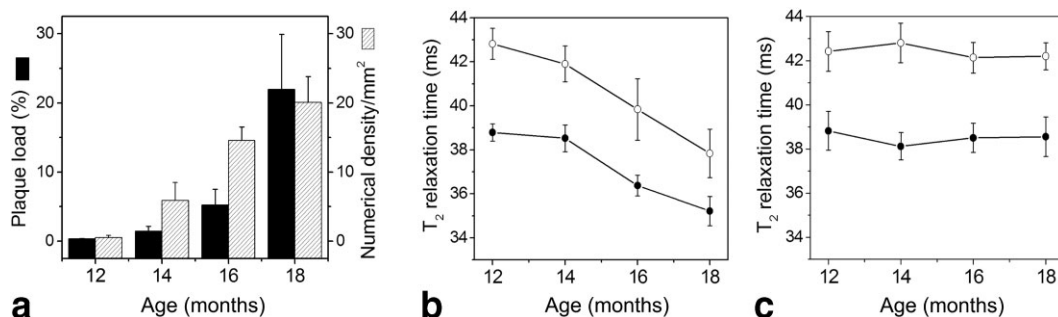 Plaque load (%)
30
20
10
0
12 14 16 18
Age (months)
30
20
10
0
Numerical density/mm²
a
T₂ relaxation time (ms)
44
42
40
38
36
34
12 14 16 18
Age (months)
b
T₂ relaxation time (ms)
44
42
40
38
36
34
12 14 16 18
Age (months)
c